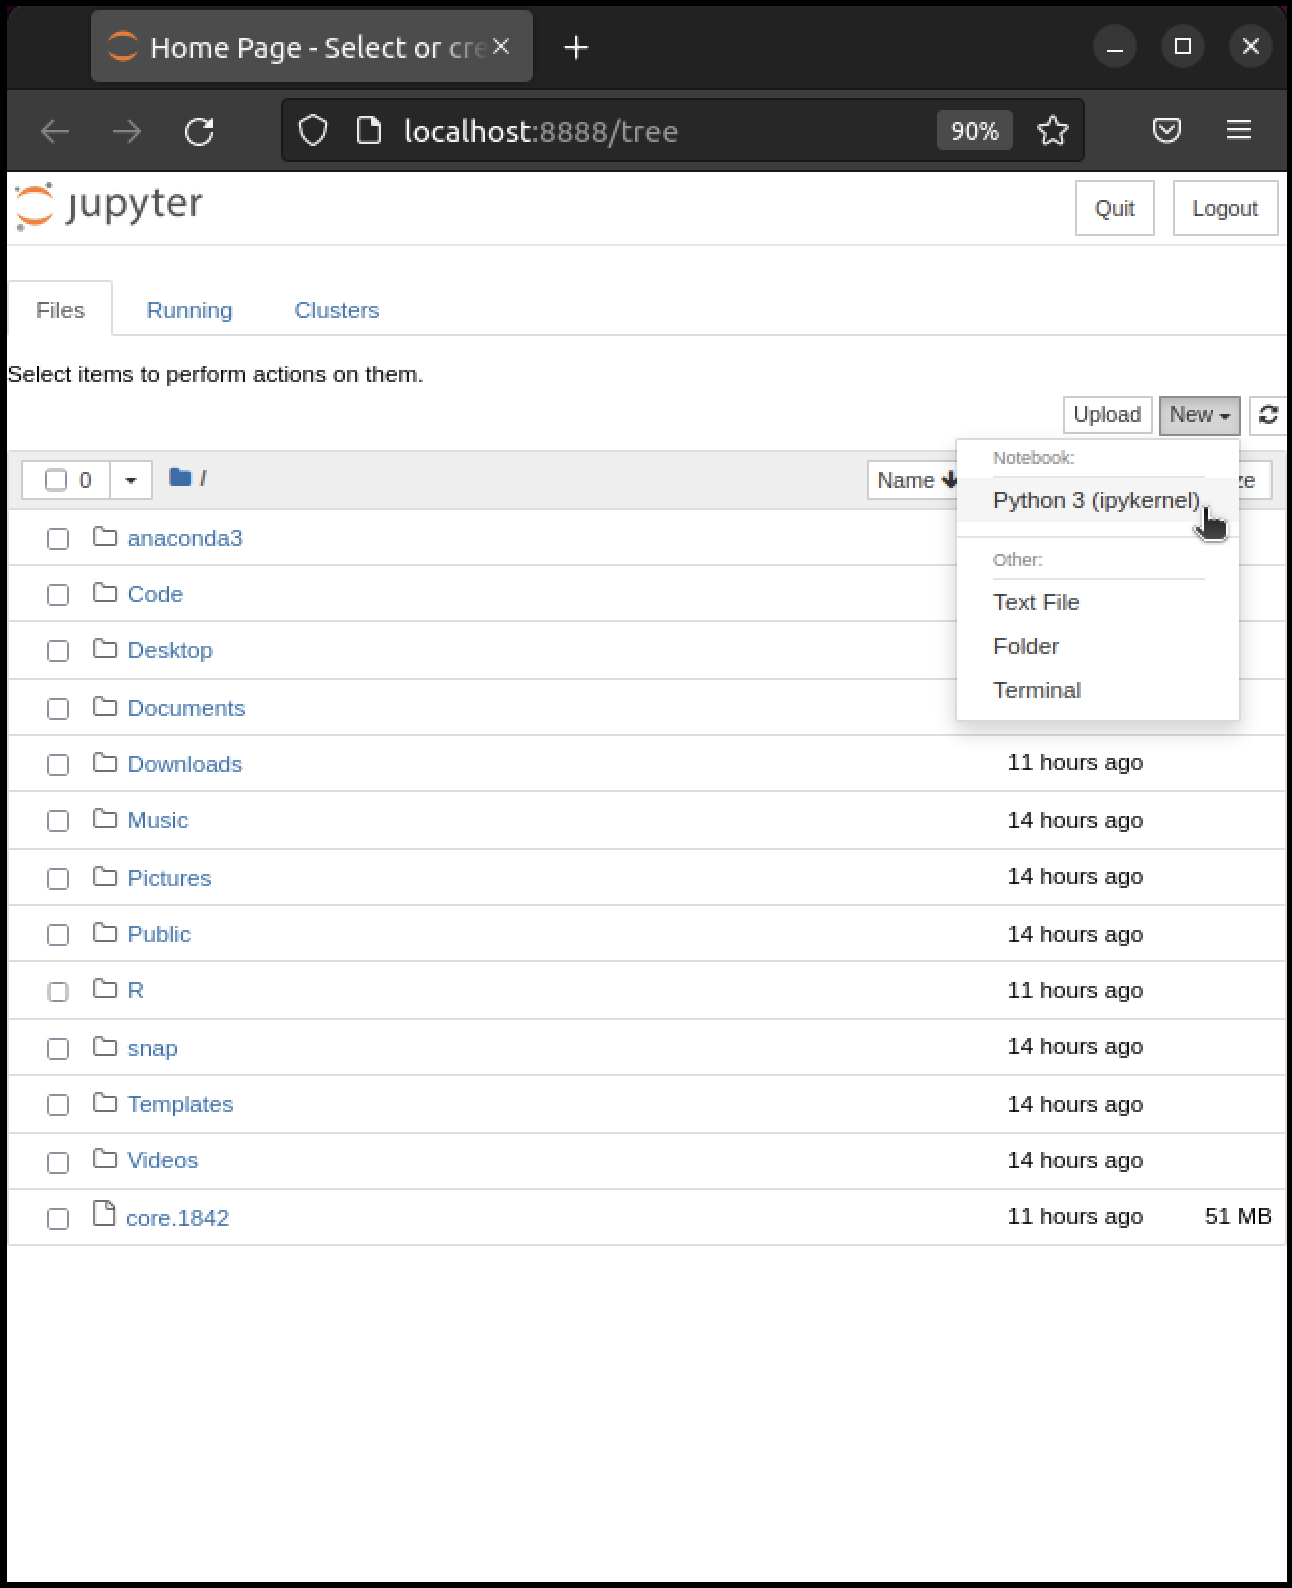 Home Page - Select or cre
localhost:8888/tree 90%
jupyter Quit Logout
Files Running Clusters
Select items to perform actions on them.
Upload New
0 / Name ze
Notebook:
Python 3 (ipykernel)
Other:
Text File
Folder
Terminal
anaconda3
Code
Desktop
Documents
Downloads 11 hours ago
Music 14 hours ago
Pictures 14 hours ago
Public 14 hours ago
R 11 hours ago
snap 14 hours ago
Templates 14 hours ago
Videos 14 hours ago
core.1842 11 hours ago 51 MB